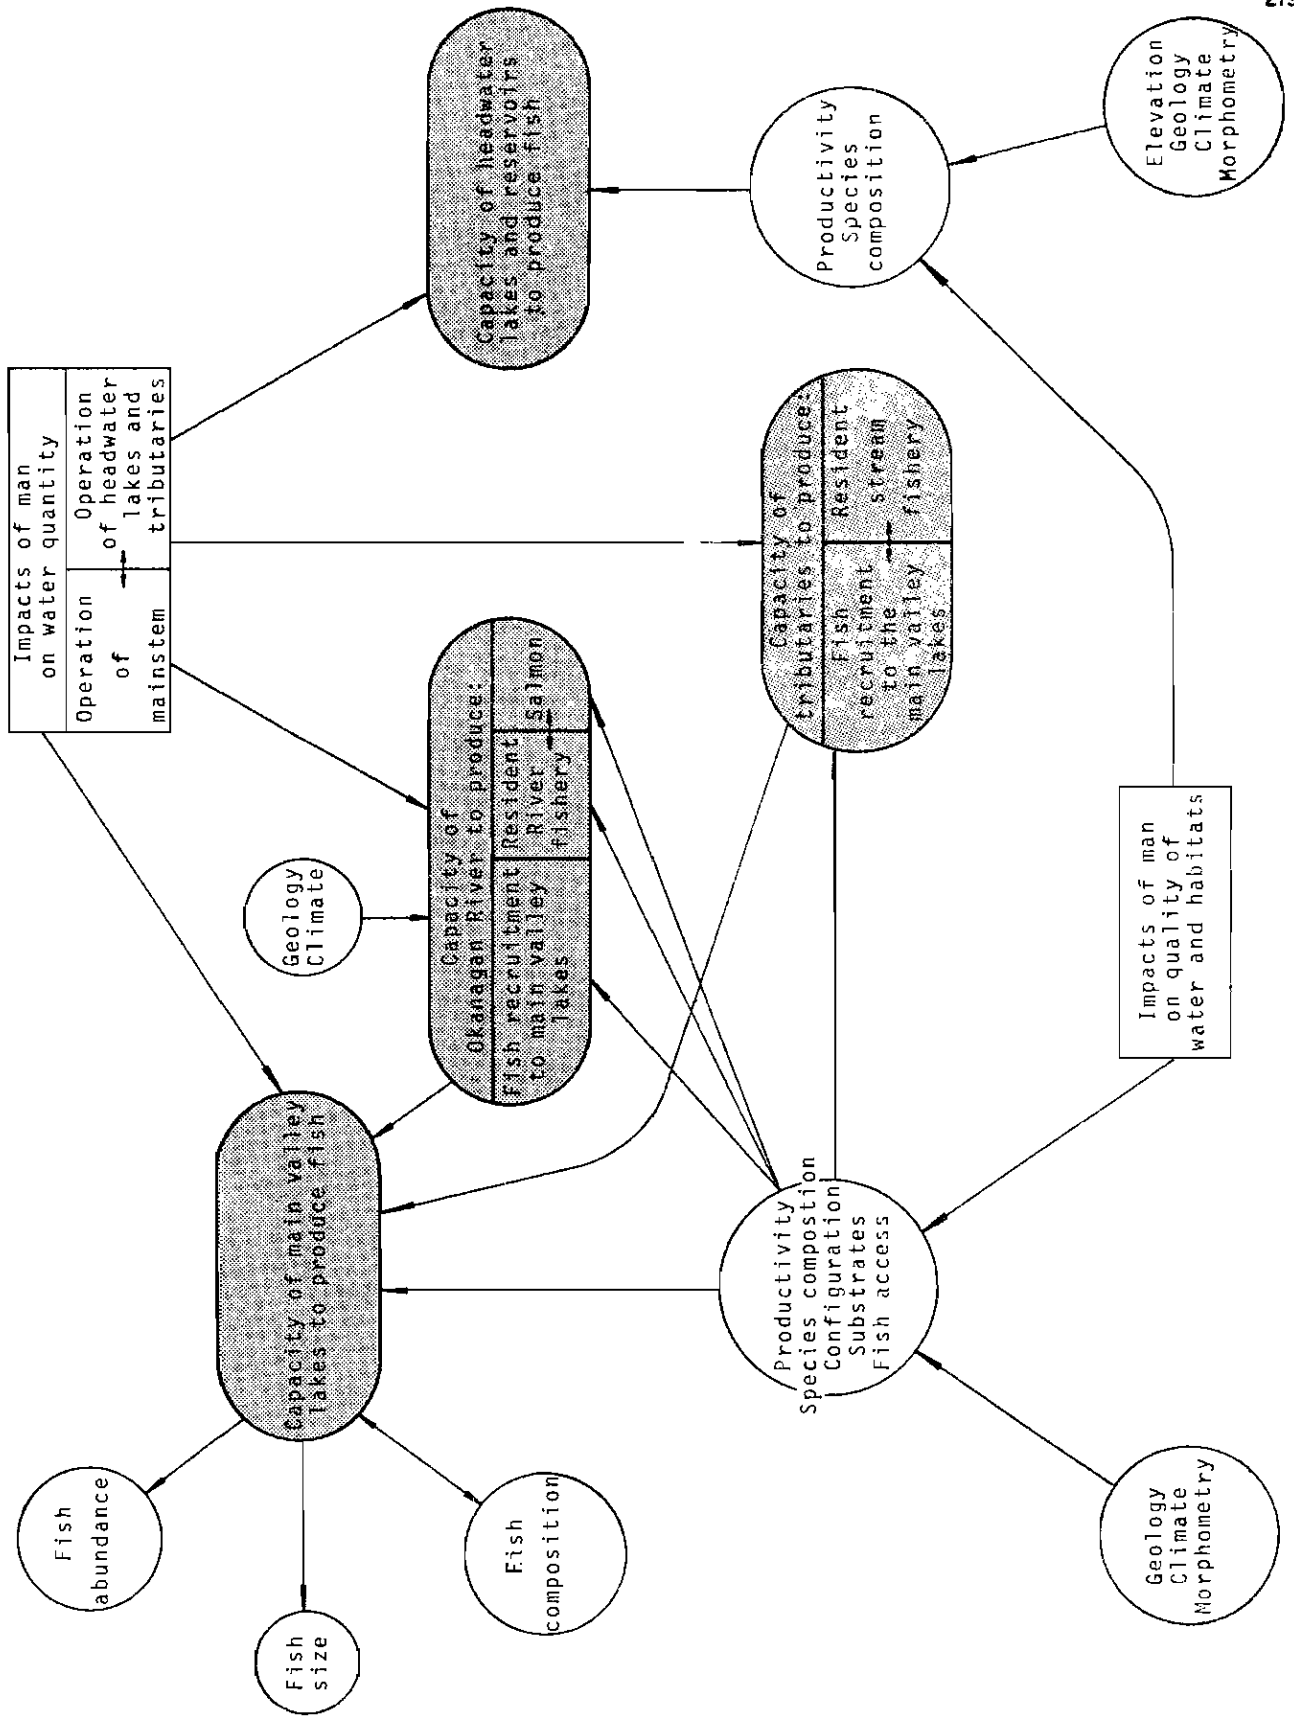 Impacts of man
on water quantity
Operation
of
mainstem
Operation
of headwater
lakes and
tributaries
Fish
abundance
Fish
size
Fish
composition
Capacity of main valley
lakes to produce fish
Geology
Climate
Capacity of
Okanagan River to produce:
Fish recruitment
to main valley
lakes
Resident
River
fishery
Salmon
Capacity of headwater
lakes and reservoirs
to produce fish
Capacity of
tributaries to produce:
Fish
recruitment
to the
main valley
lakes
Resident
stream
fishery
Productivity
Species compostion
Configuration
Substrates
Fish access
Productivity
Species
composition
Geology
Climate
Morphometry
Impacts of man
on quality of
water and habitats
Elevation
Geology
Climate
Morphometry